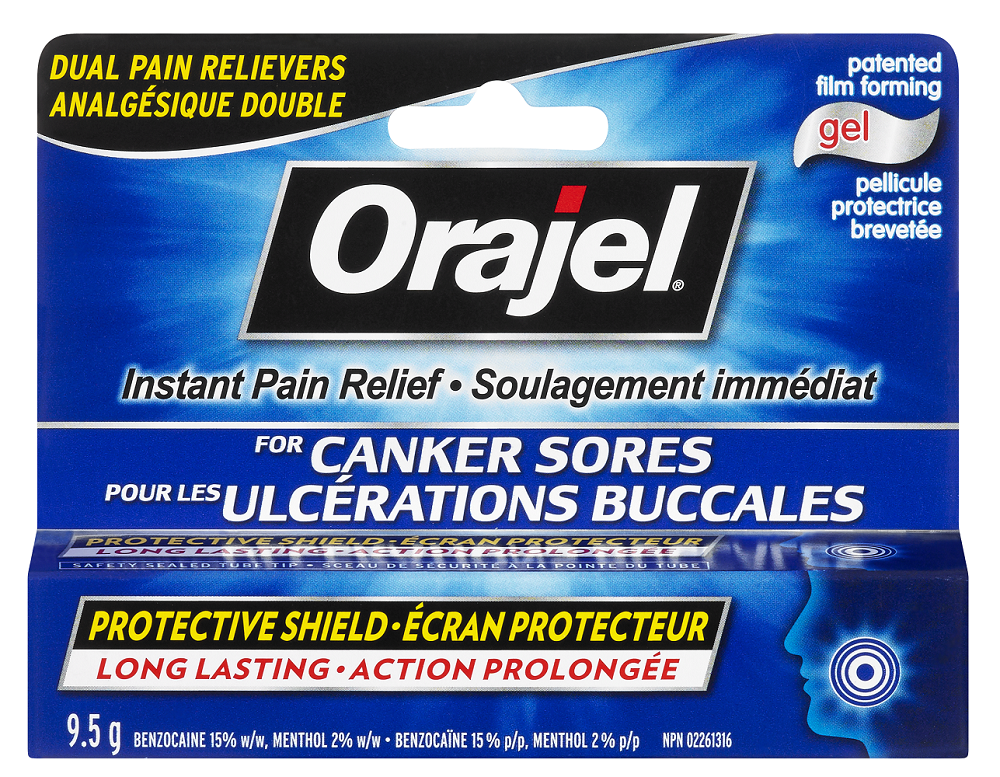 DUAL PAIN RELIEVERS
ANALGÉSIQUE DOUBLE
patented
film forming
gel
pellicule
protectrice
brevetée
Orajel®
Instant Pain Relief • Soulagement immédiat
FOR CANKER SORES
POUR LES ULCÉRATIONS BUCCALES
PROTECTIVE SHIELD • ÉCRAN PROTECTEUR
LONG LASTING • ACTION PROLONGÉE
SAFETY SEALED TUBE TIP • SCEAU DE SÉCURITÉ À LA POINTE DU TUBE
PROTECTIVE SHIELD • ÉCRAN PROTECTEUR
LONG LASTING • ACTION PROLONGÉE
9.5 g BENZOCAINE 15% w/w, MENTHOL 2% w/w • BENZOCAÏNE 15% p/p, MENTHOL 2% p/p NPN 02261316